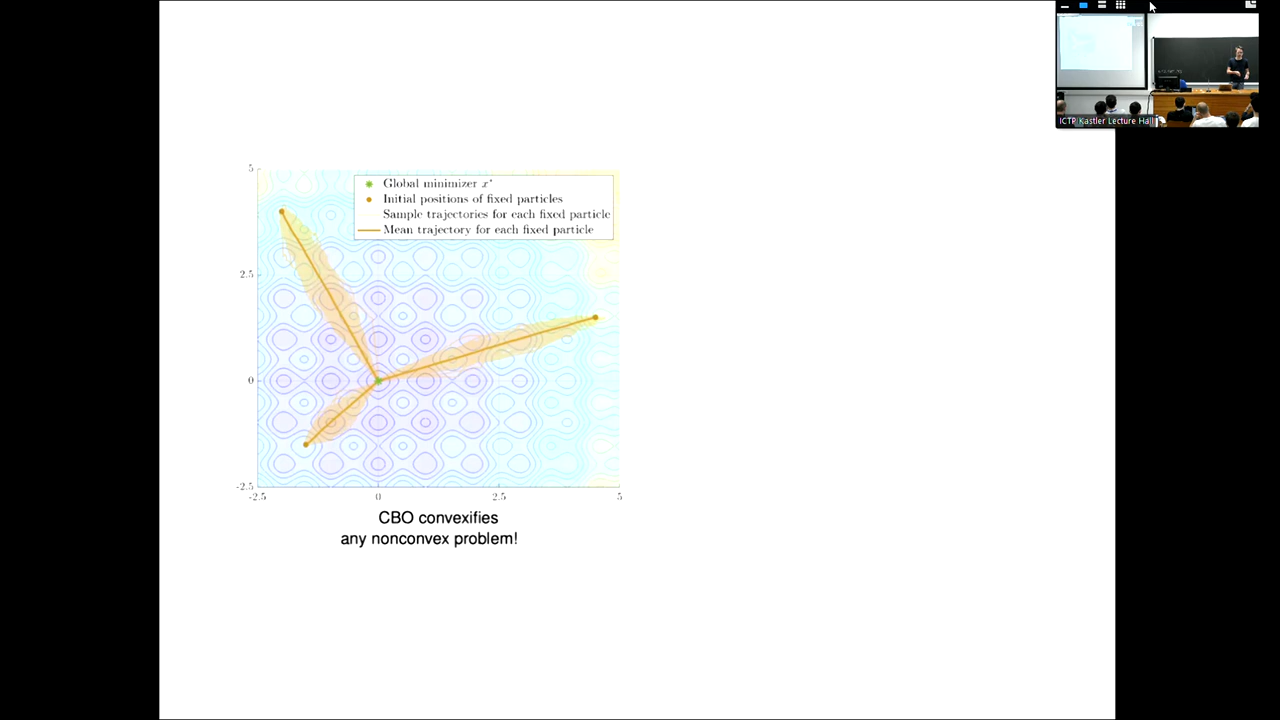 ICTP Kastler Lecture Hall
5
Global minimizer x*
Initial positions of fixed particles
Sample trajectories for each fixed particle
Mean trajectory for each fixed particle
2.5
0
-2.5
-2.5 0 2.5 5
CBO convexifies
any nonconvex problem!